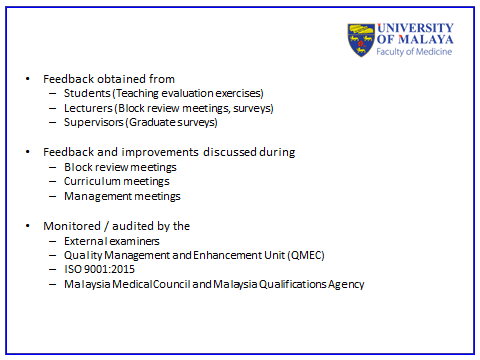 UNIVERSITY
OF MALAYA
Faculty of Medicine
• Feedback obtained from
– Students (Teaching evaluation exercises)
– Lecturers (Block review meetings, surveys)
– Supervisors (Graduate surveys)
• Feedback and improvements discussed during
– Block review meetings
– Curriculum meetings
– Management meetings
• Monitored / audited by the
– External examiners
– Quality Management and Enhancement Unit (QMEC)
– ISO 9001:2015
– Malaysia Medical Council and Malaysia Qualifications Agency